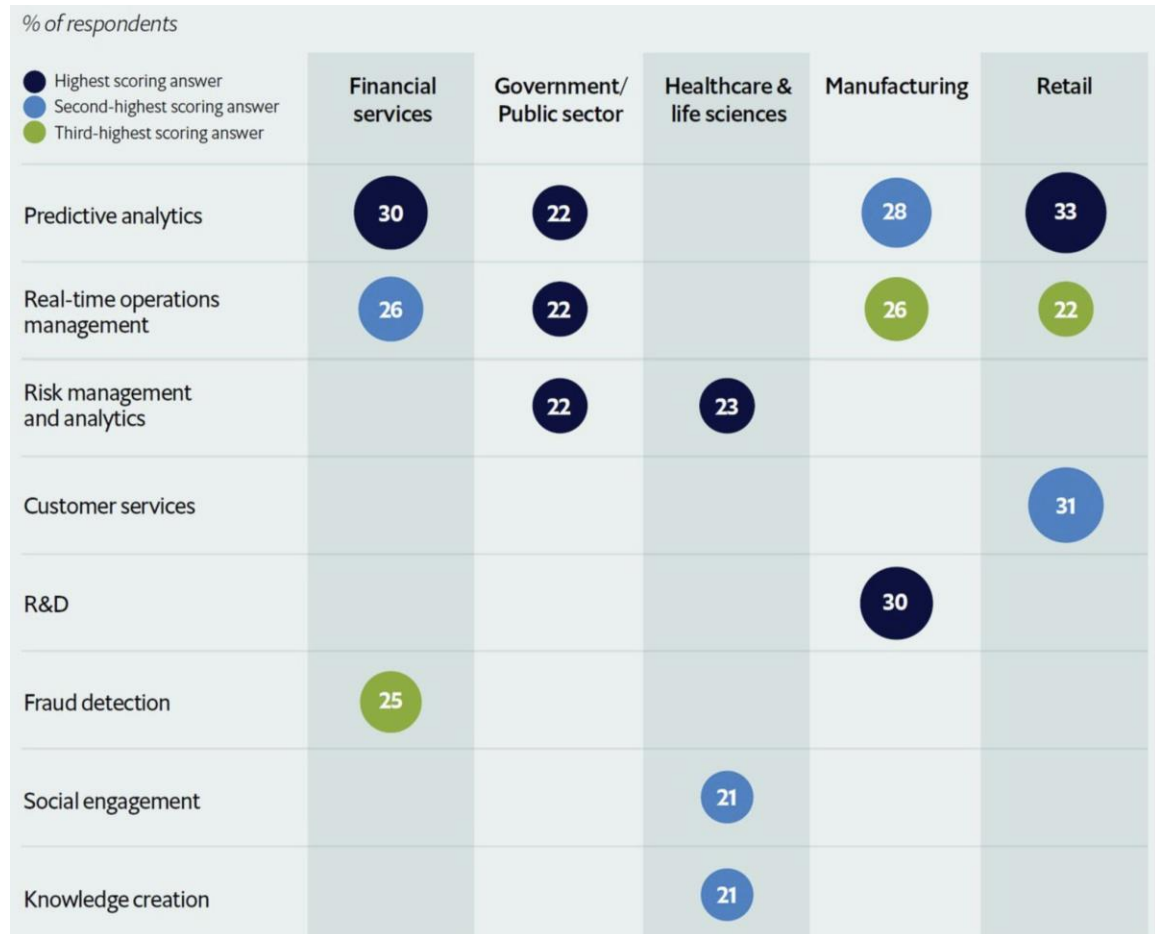 % of respondents
Highest scoring answer
Second-highest scoring answer
Third-highest scoring answer
Financial
services
Government/
Public sector
Healthcare &
life sciences
Manufacturing
Retail
Predictive analytics
30
22
28
33
Real-time operations
management
26
22
26
22
Risk management
and analytics
22
23
Customer services
31
R&D
30
Fraud detection
25
Social engagement
21
Knowledge creation
21